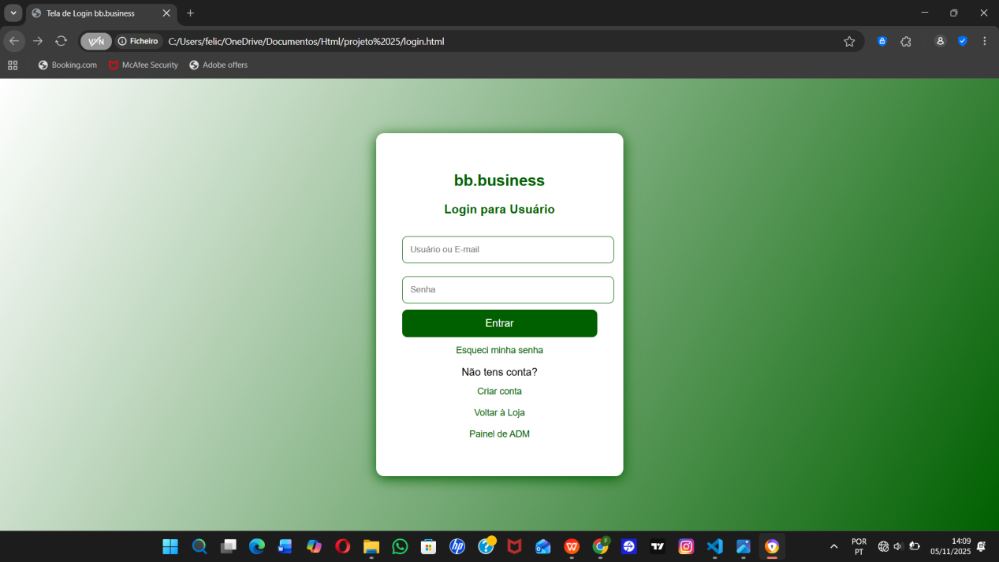 Tela de Login bb.business
VPN
Ficheiro
C:/Users/felic/OneDrive/Documentos/Html/projeto%2025/login.html
Booking.com
McAfee Security
Adobe offers
bb.business
Login para Usuário
Usuário ou E-mail
Senha
Entrar
Esqueci minha senha
Não tens conta?
Criar conta
Voltar à Loja
Painel de ADM
POR
PT
14:09
05/11/2025